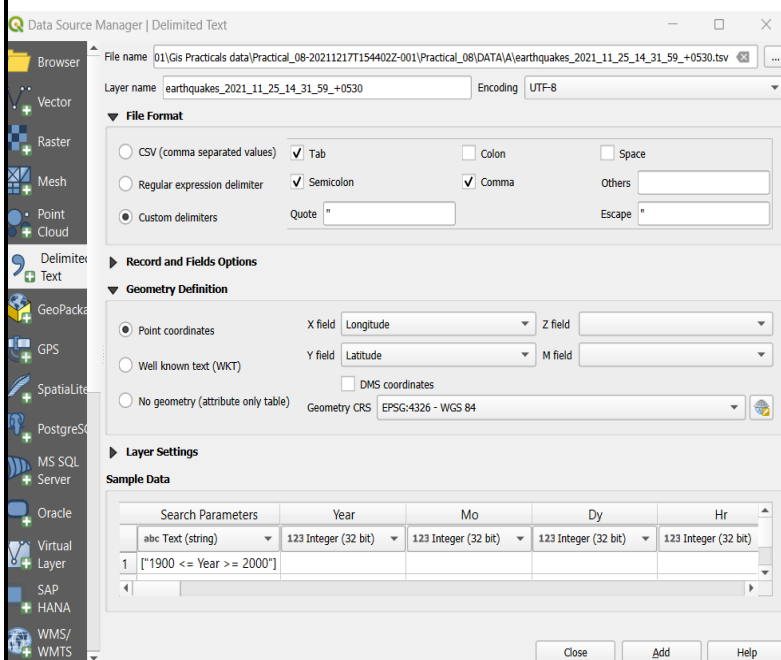 Data Source Manager | Delimited Text
Browser
Vector
Raster
Mesh
Point
Cloud
Delimited
Text
GeoPacka
GPS
SpatiaLite
PostgreSQ
MS SQL
Server
Oracle
Virtual
Layer
SAP
HANA
WMS/
WMTS
File name 01\Gis Practicals data\Practical_08-20211217T154402Z-001\Practical_08\DATA\A\earthquakes_2021_11_25_14_31_59_+0530.tsv ...
Layer name earthquakes_2021_11_25_14_31_59_+0530 Encoding UTF-8
File Format
CSV (comma separated values) Tab Colon Space
Regular expression delimiter Semicolon Comma Others
Custom delimiters Quote " Escape "
Record and Fields Options
Geometry Definition
Point coordinates X field Longitude Z field
Well known text (WKT) Y field Latitude M field
DMS coordinates
No geometry (attribute only table) Geometry CRS EPSG:4326 - WGS 84
Layer Settings
Sample Data
Search Parameters Year Mo Dy Hr
abc Text (string) 123 Integer (32 bit) 123 Integer (32 bit) 123 Integer (32 bit) 123 Integer (32 bit)
1 ["1900 <= Year >= 2000"]
Close Add Help